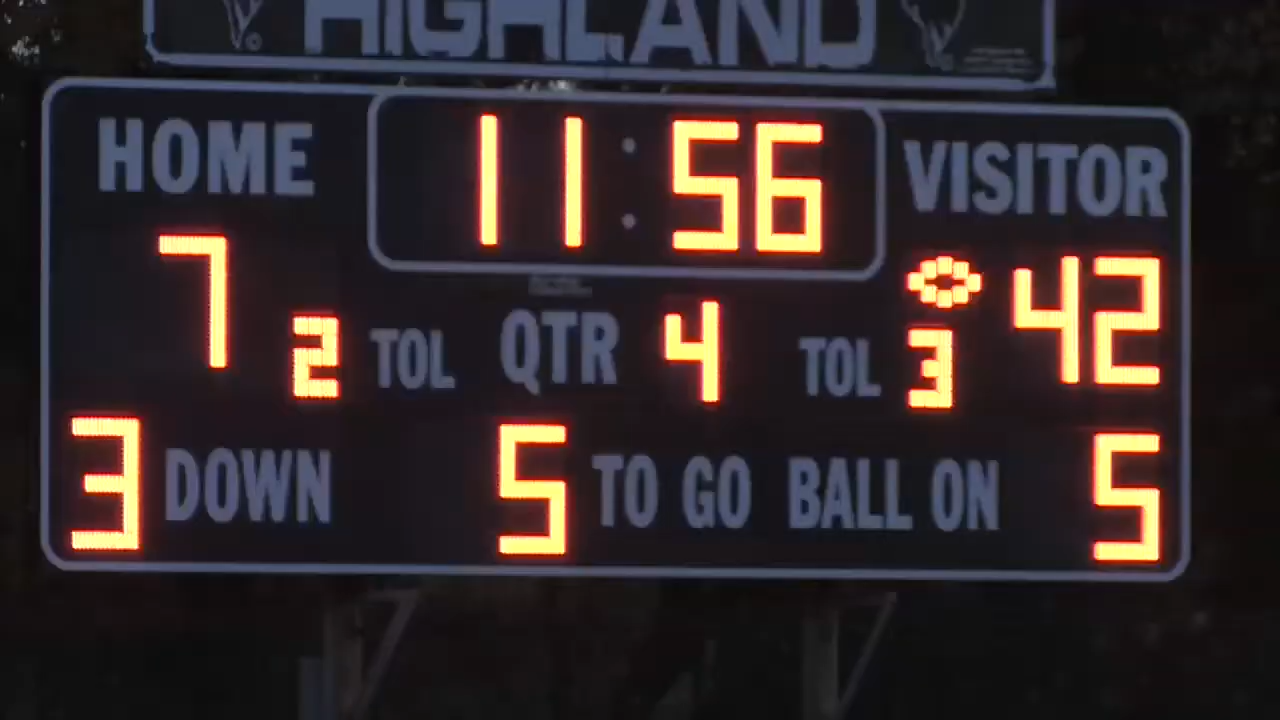 HIGHLAND
HOME 11:56 VISITOR
7 2 TOL QTR 4 TOL 3 42
3 DOWN 5 TO GO BALL ON 5